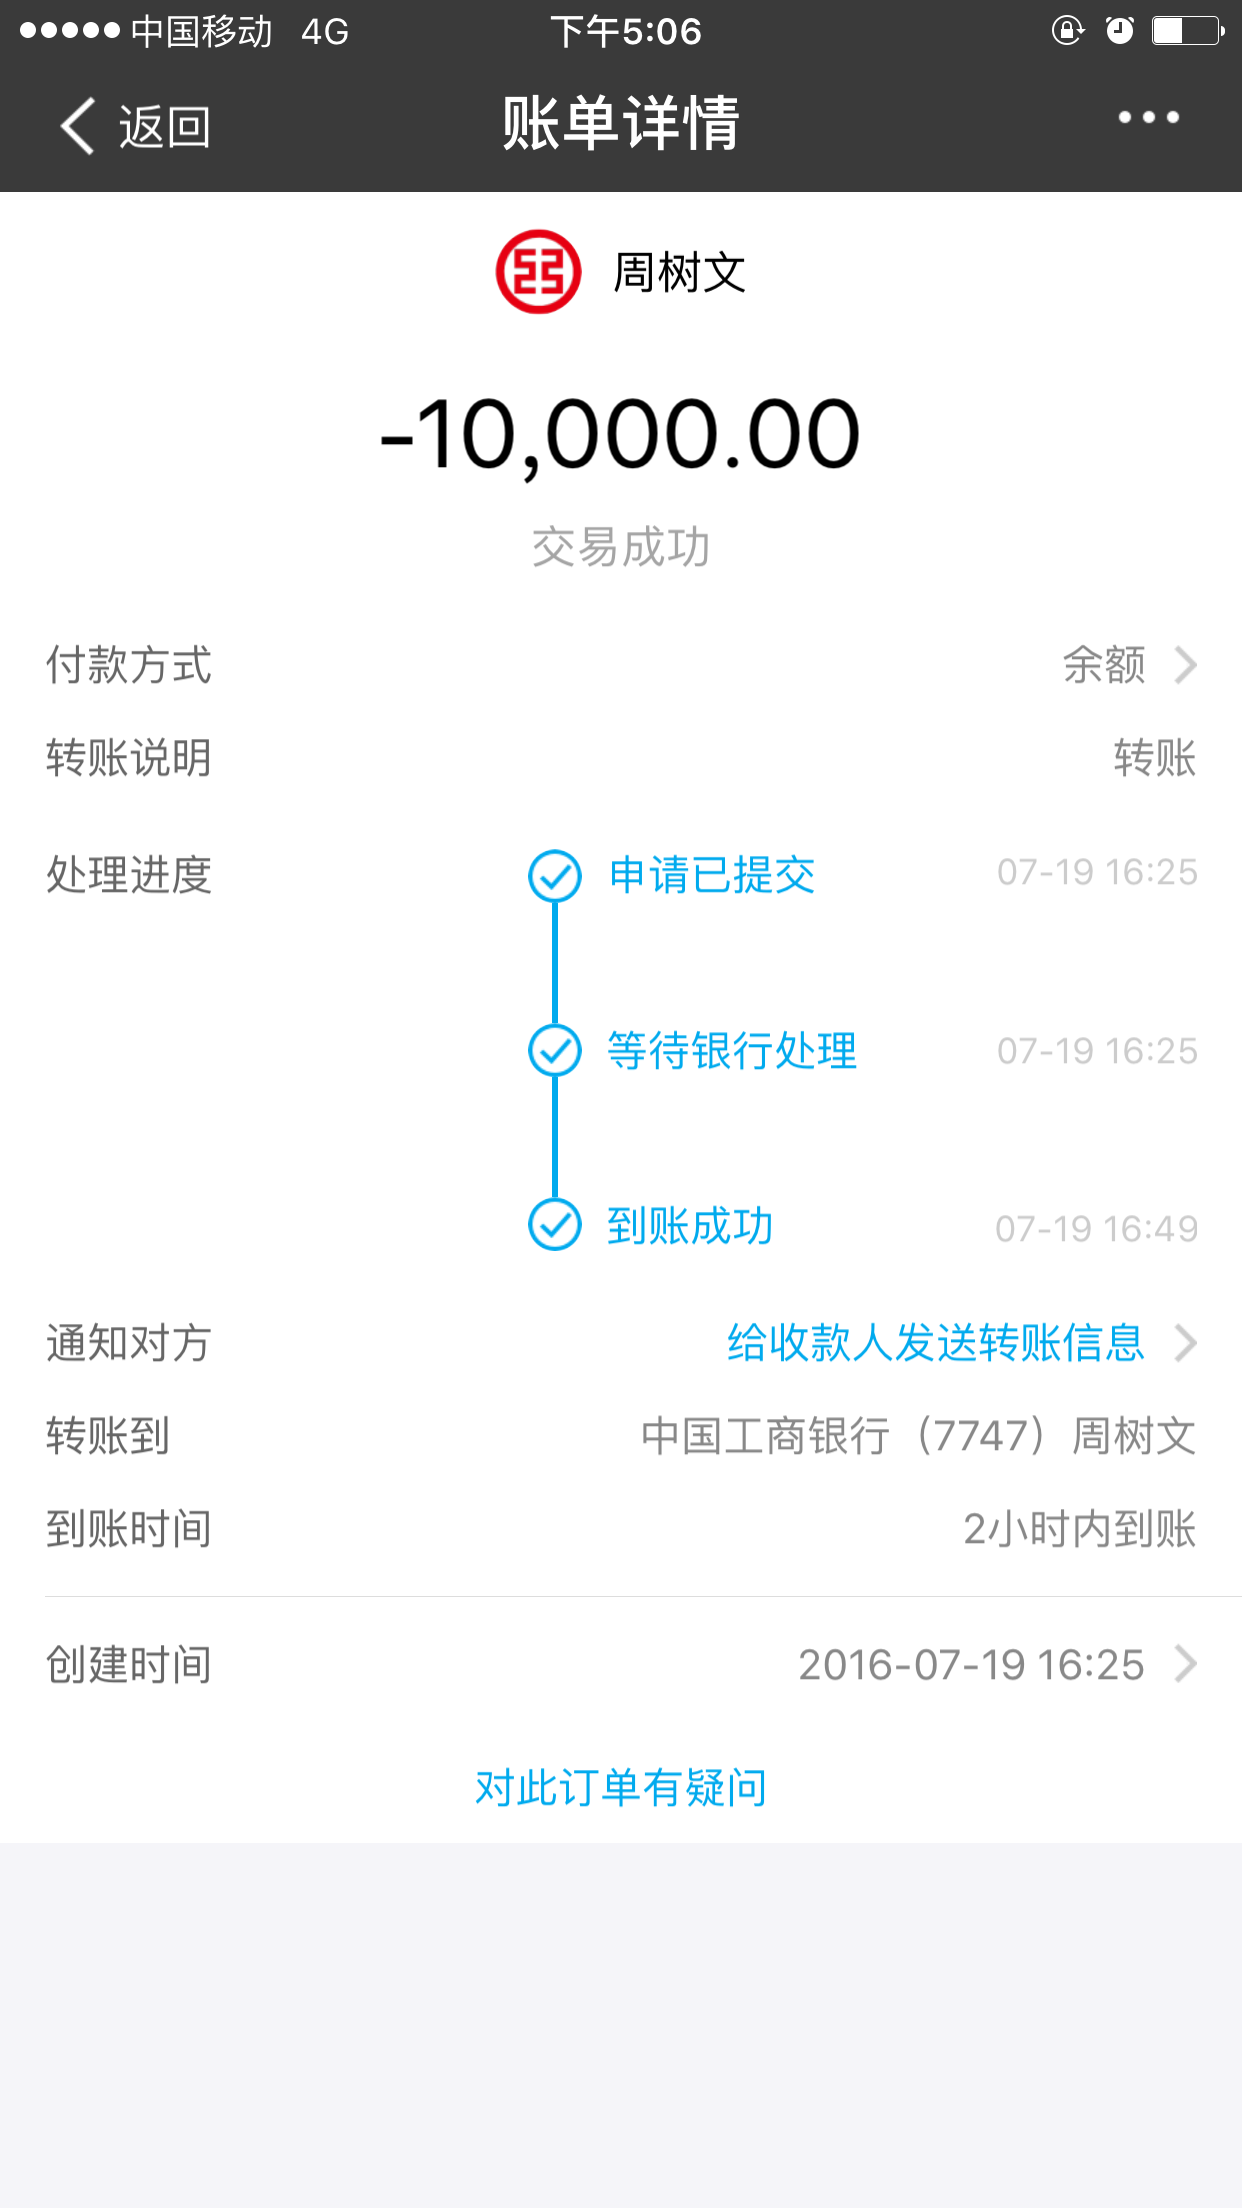 中国移动 4G 下午5:06
返回 账单详情
周树文
-10,000.00
交易成功
付款方式 余额
转账说明 转账
处理进度 申请已提交 07-19 16:25
等待银行处理 07-19 16:25
到账成功 07-19 16:49
通知对方 给收款人发送转账信息
转账到 中国工商银行（7747）周树文
到账时间 2小时内到账
创建时间 2016-07-19 16:25
对此订单有疑问